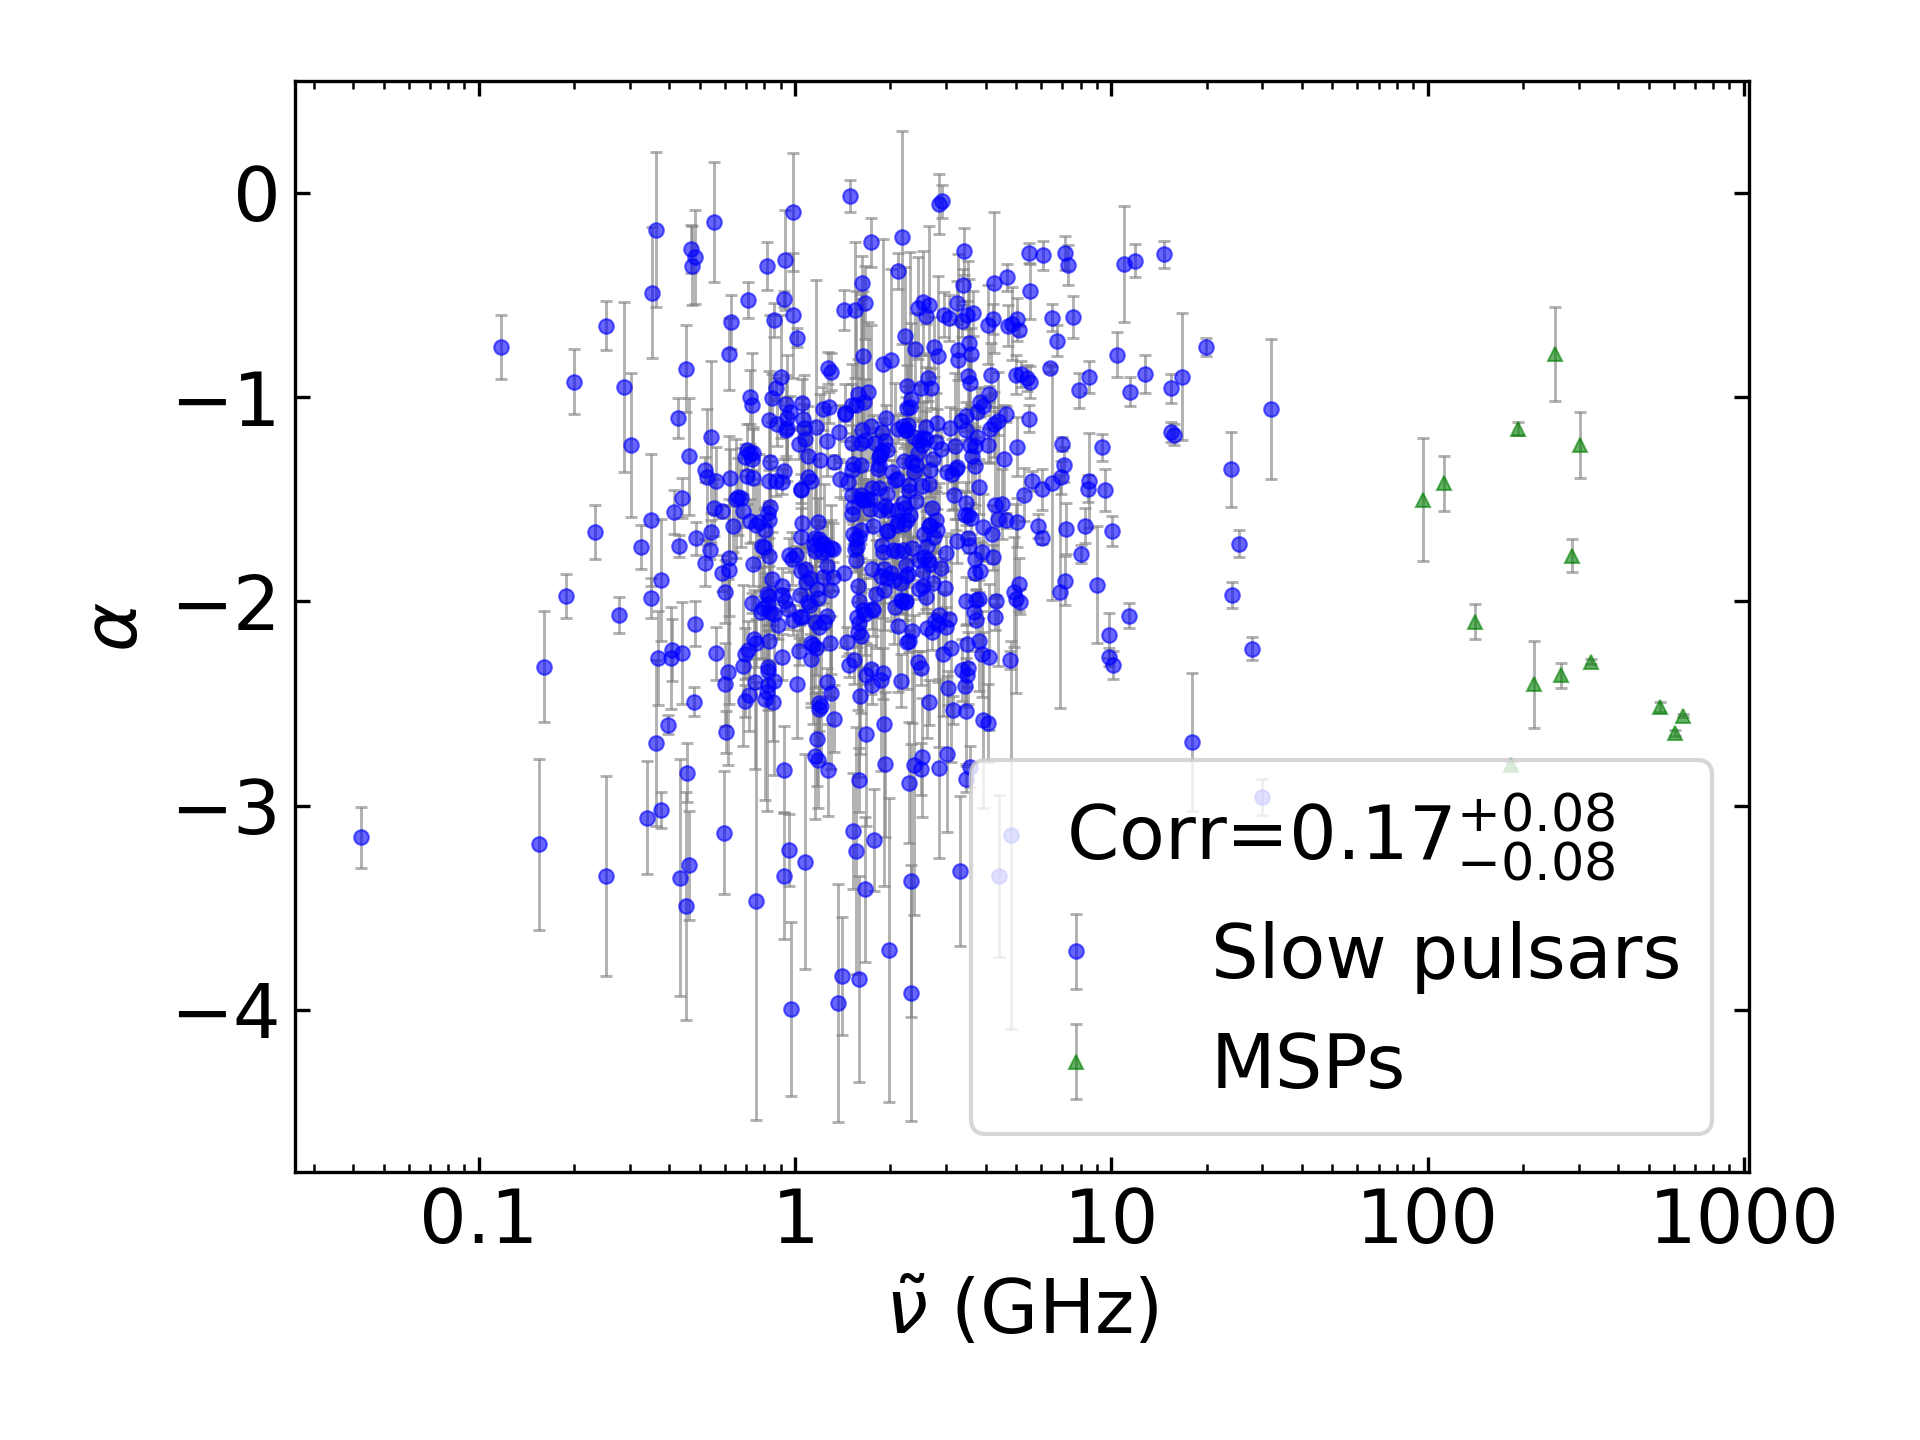 0
−1
−2
−3
−4
α
0.1 1 10 100 1000
ν̃ (GHz)
Corr=0.17+0.08−0.08
Slow pulsars
MSPs